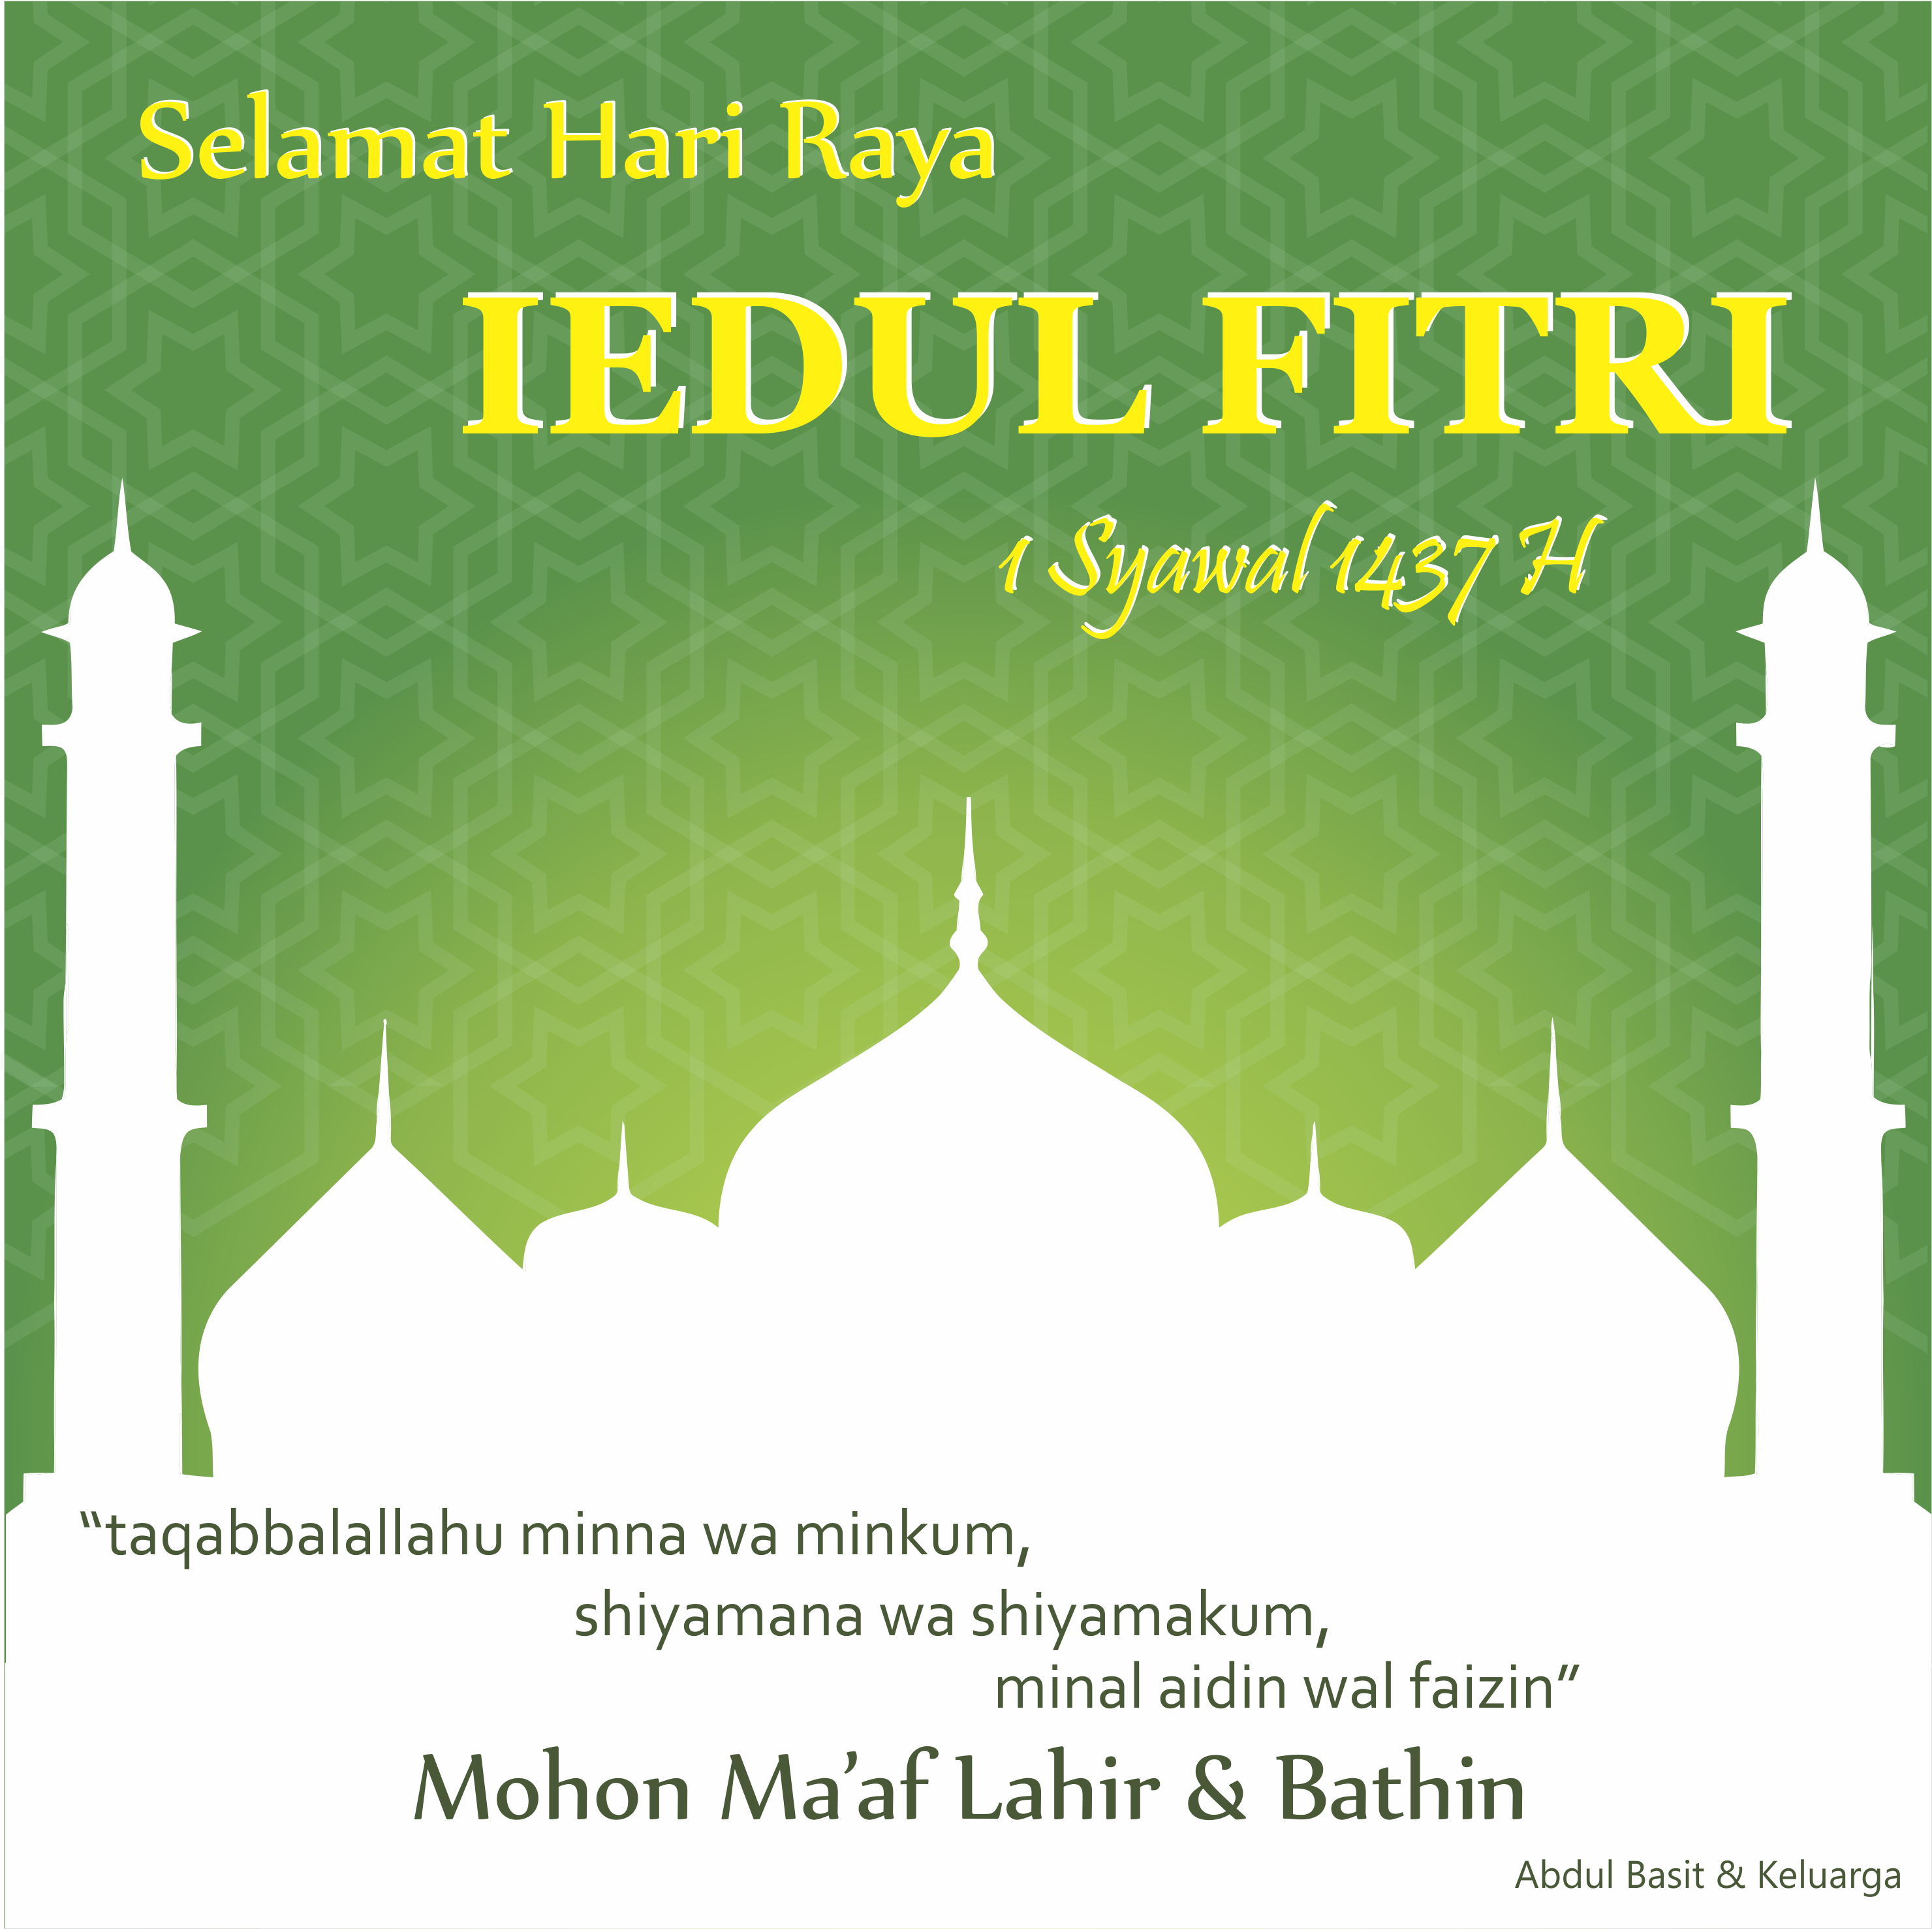 Selamat Hari Raya
IEDUL FITRI
1 Syawal 1437 H
“taqabbalallahu minna wa minkum,
shiyamana wa shiyamakum,
minal aidin wal faizin”
Mohon Ma’af Lahir & Bathin
Abdul Basit & Keluarga